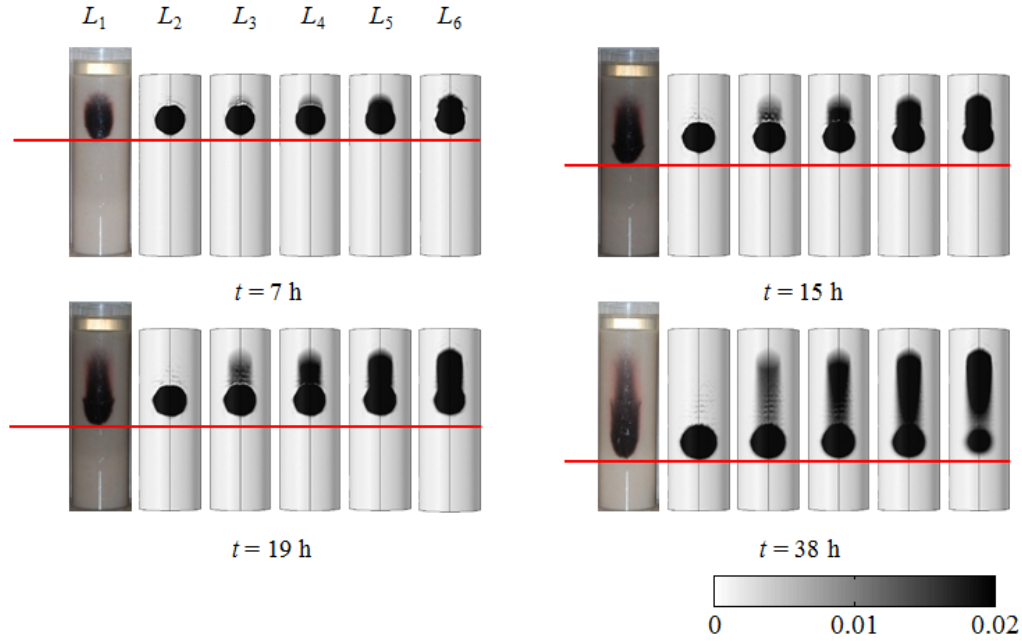 L₁ L₂ L₃ L₄ L₅ L₆
t = 7 h
t = 15 h
t = 19 h
t = 38 h
0 0.01 0.02